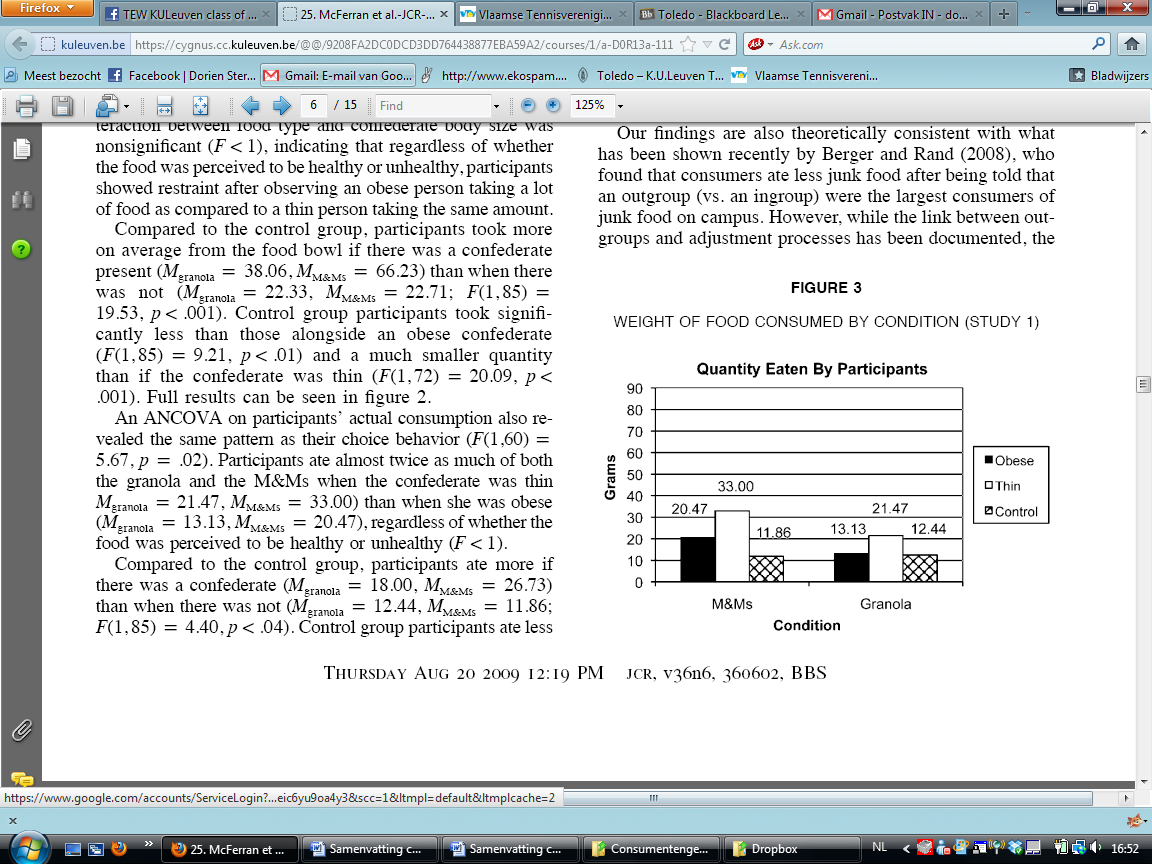 Firefox
TEW KULeuven class of ...
25. McFerran et al.-JCR-...
Vlaamse Tennisverenigi...
Bb Toledo - Blackboard Le...
Gmail - Postvak IN - do...
kuleuven.be
https://cygnus.cc.kuleuven.be/@@/9208FA2DC0DCD3DD764438877EBA59A2/courses/1/a-D0R13a-111
Ask.com
Meest bezocht
Facebook | Dorien Ster...
Gmail: E-mail van Goo...
http://www.ekospam....
Toledo – K.U.Leuven T...
Vlaamse Tennisvereni...
Bladwijzers
6 / 15
Find
125%
teraction between food type and confederate body size was
nonsignificant (F < 1), indicating that regardless of whether
the food was perceived to be healthy or unhealthy, participants
showed restraint after observing an obese person taking a lot
of food as compared to a thin person taking the same amount.
Compared to the control group, participants took more
on average from the food bowl if there was a confederate
present (Mgranola = 38.06, MM&Ms = 66.23) than when there
was not (Mgranola = 22.33, MM&Ms = 22.71; F(1,85) =
19.53, p < .001). Control group participants took signifi-
cantly less than those alongside an obese confederate
(F(1,85) = 9.21, p < .01) and a much smaller quantity
than if the confederate was thin (F(1,72) = 20.09, p <
.001). Full results can be seen in figure 2.
An ANCOVA on participants' actual consumption also re-
vealed the same pattern as their choice behavior (F(1,60) =
5.67, p = .02). Participants ate almost twice as much of both
the granola and the M&Ms when the confederate was thin
Mgranola = 21.47, MM&Ms = 33.00) than when she was obese
(Mgranola = 13.13, MM&Ms = 20.47), regardless of whether the
food was perceived to be healthy or unhealthy (F < 1).
Compared to the control group, participants ate more if
there was a confederate (Mgranola = 18.00, MM&Ms = 26.73)
than when there was not (Mgranola = 12.44, MM&Ms = 11.86;
F(1,85) = 4.40, p < .04). Control group participants ate less
Our findings are also theoretically consistent with what
has been shown recently by Berger and Rand (2008), who
found that consumers ate less junk food after being told that
an outgroup (vs. an ingroup) were the largest consumers of
junk food on campus. However, while the link between out-
groups and adjustment processes has been documented, the
FIGURE 3
WEIGHT OF FOOD CONSUMED BY CONDITION (STUDY 1)
Quantity Eaten By Participants
90
80
70
60
50
40
30
20
10
0
Grams
20.47
33.00
11.86
13.13
21.47
12.44
M&Ms
Granola
Condition
Obese
Thin
Control
Thursday Aug 20 2009 12:19 PM JCR, v36n6, 360602, BBS
https://www.google.com/accounts/ServiceLogin?...eic6yu9oa4y3&scc=1&ltmpl=default&ltmplcache=2
x
25. McFerran et ...
Samenvatting c...
Samenvatting c...
Consumentenge...
Dropbox
NL
16:52